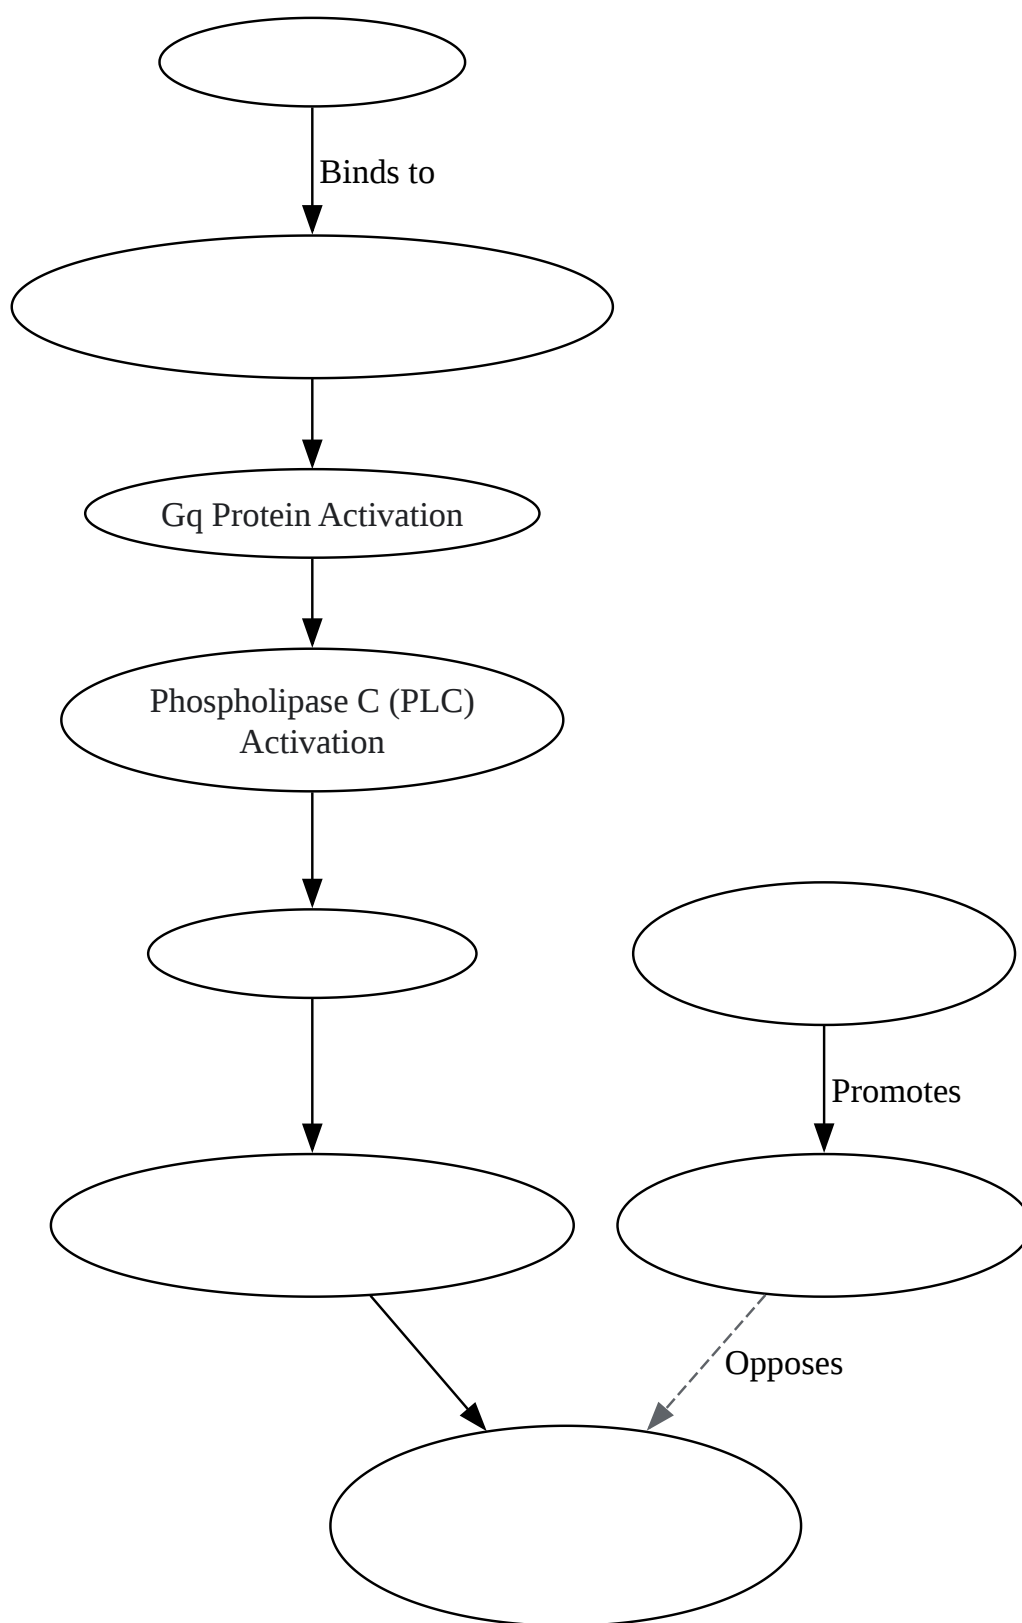 Binds to
Gq Protein Activation
Phospholipase C (PLC)
Activation
Promotes
Opposes